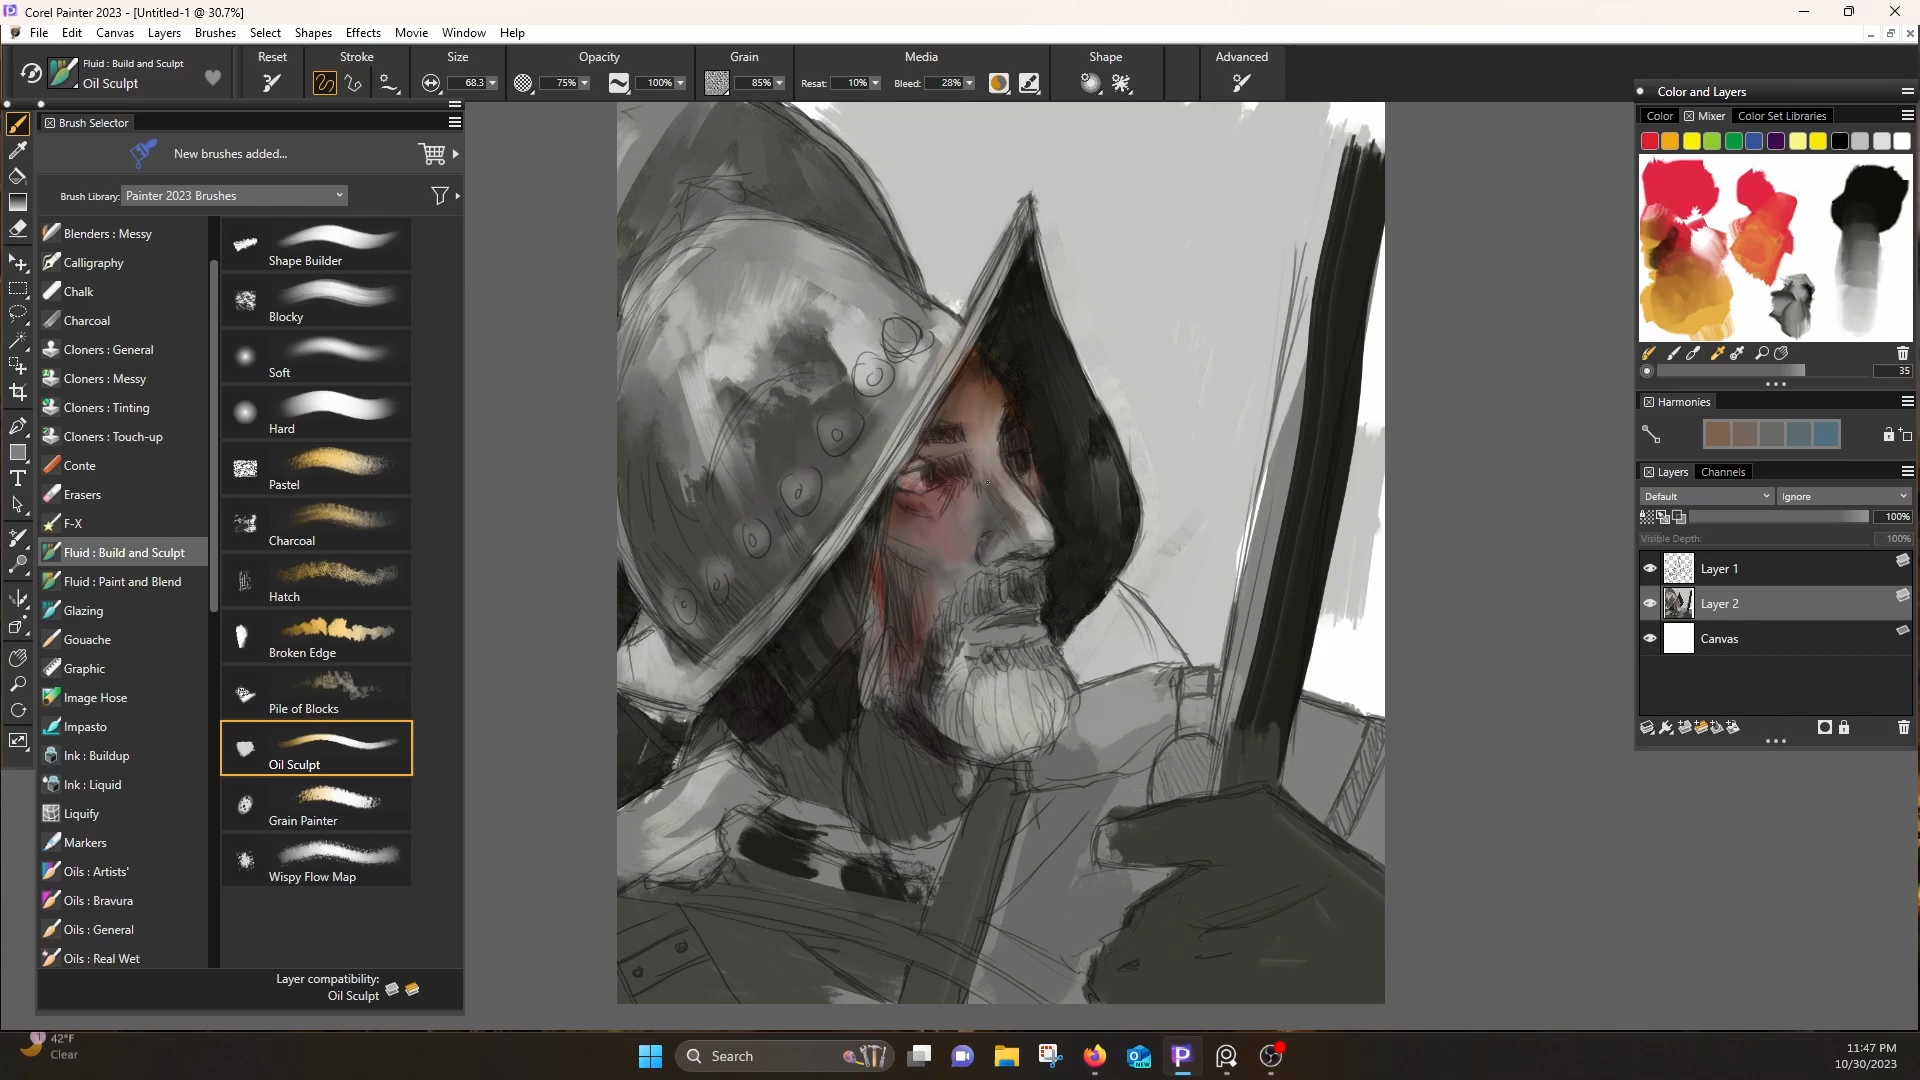 Corel Painter 2023 - [Untitled-1 @ 30.7%]
File Edit Canvas Layers Brushes Select Shapes Effects Movie Window Help
Fluid : Build and Sculpt
Oil Sculpt
Reset Stroke Size Opacity Grain Media Shape Advanced
68.3 75% 100% 85% Resat: 10% Bleed: 28%
Brush Selector
New brushes added...
Brush Library: Painter 2023 Brushes
Blenders : Messy
Calligraphy
Chalk
Charcoal
Cloners : General
Cloners : Messy
Cloners : Tinting
Cloners : Touch-up
Conte
Erasers
F-X
Fluid : Build and Sculpt
Fluid : Paint and Blend
Glazing
Gouache
Graphic
Image Hose
Impasto
Ink : Buildup
Ink : Liquid
Liquify
Markers
Oils : Artists'
Oils : Bravura
Oils : General
Oils : Real Wet
Shape Builder
Blocky
Soft
Hard
Pastel
Charcoal
Hatch
Broken Edge
Pile of Blocks
Oil Sculpt
Grain Painter
Wispy Flow Map
Layer compatibility:
Oil Sculpt
Color and Layers
Color Mixer Color Set Libraries
35
Harmonies
Layers Channels
Default Ignore
100%
Visible Depth: 100%
Layer 1
Layer 2
Canvas
42°F
Clear
Search
NEW
11:47 PM
10/30/2023